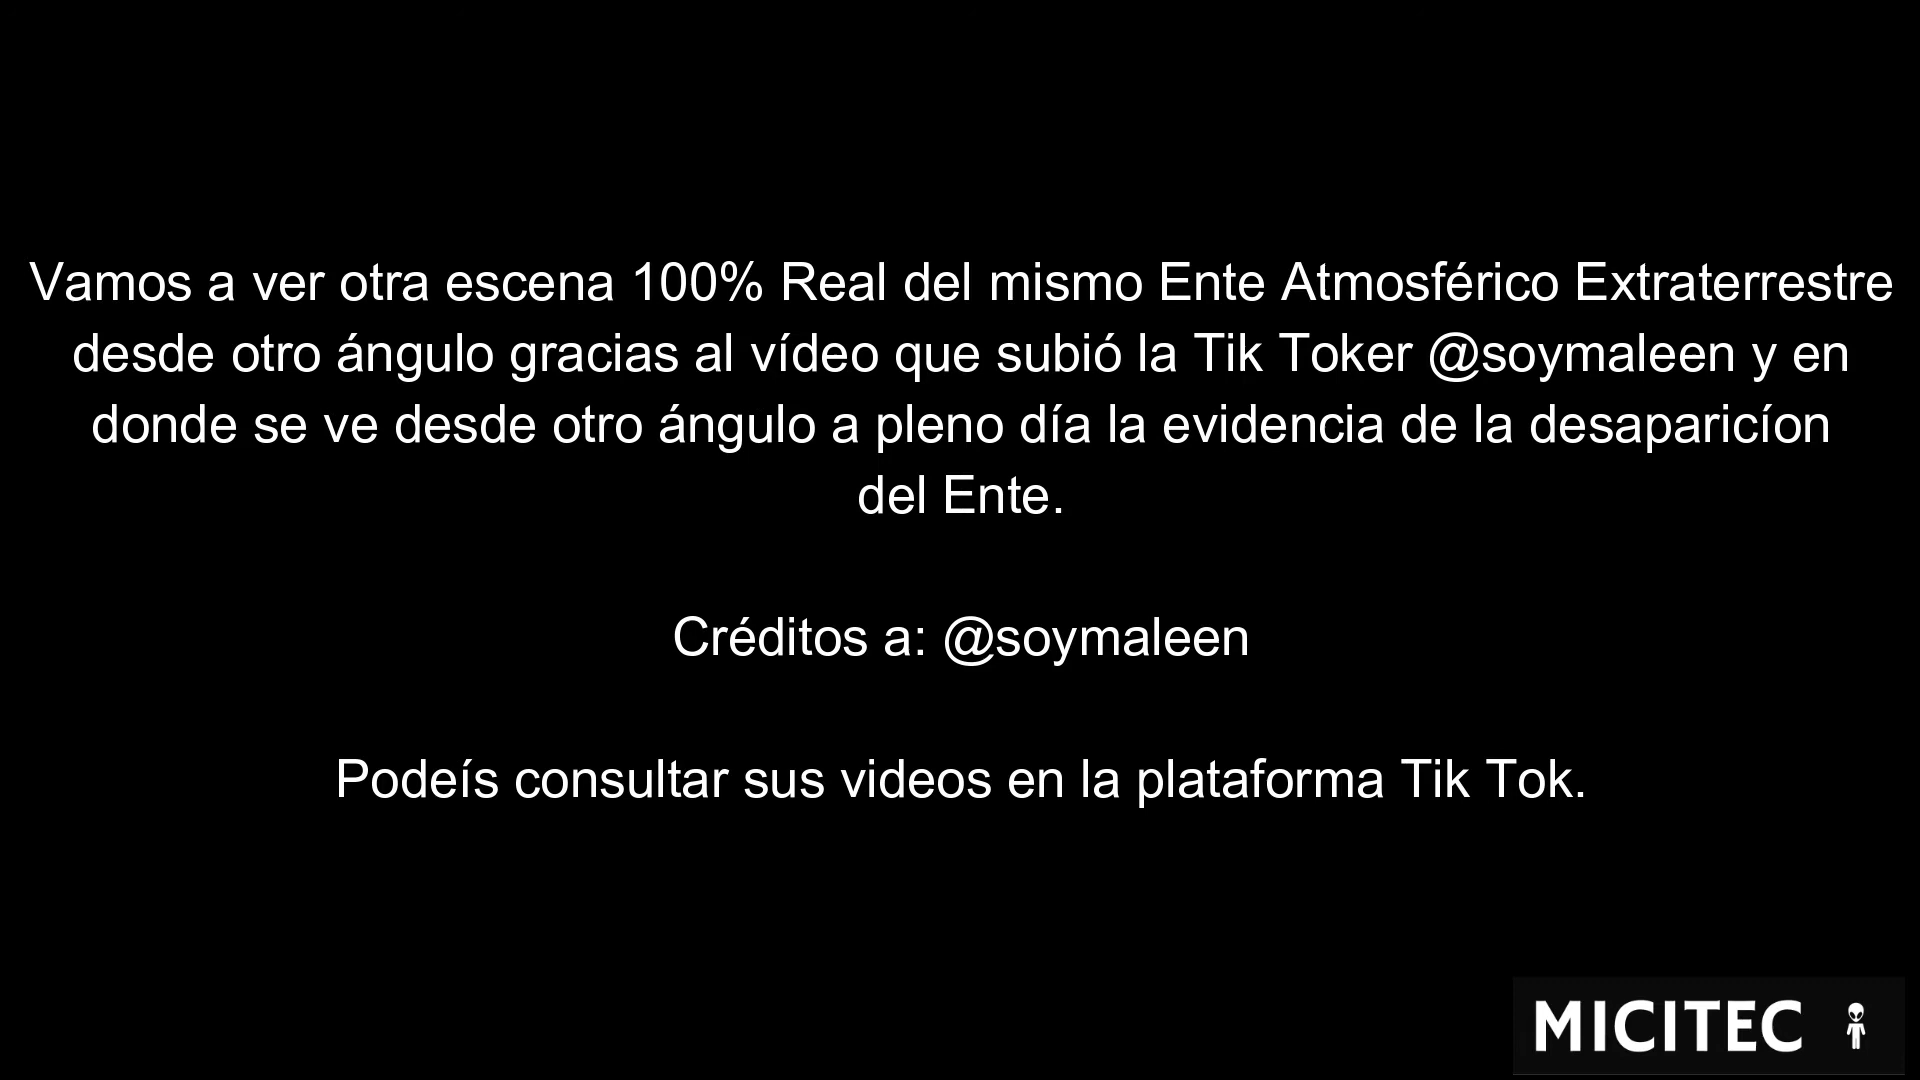 Vamos a ver otra escena 100% Real del mismo Ente Atmosférico Extraterrestre
desde otro ángulo gracias al vídeo que subió la Tik Toker @soymaleen y en
donde se ve desde otro ángulo a pleno día la evidencia de la desaparicíon
del Ente.
Créditos a: @soymaleen
Podeís consultar sus videos en la plataforma Tik Tok.
MICITEC